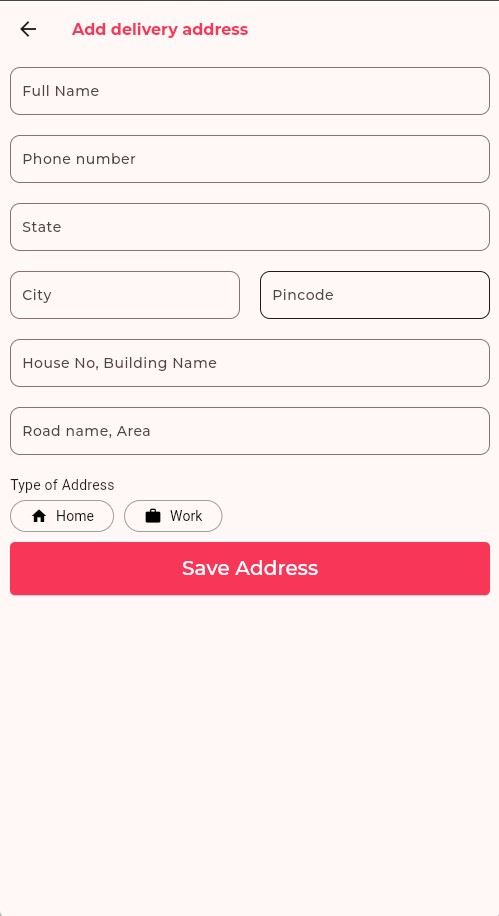 Add delivery address
Full Name
Phone number
State
City
Pincode
House No, Building Name
Road name, Area
Type of Address
Home
Work
Save Address